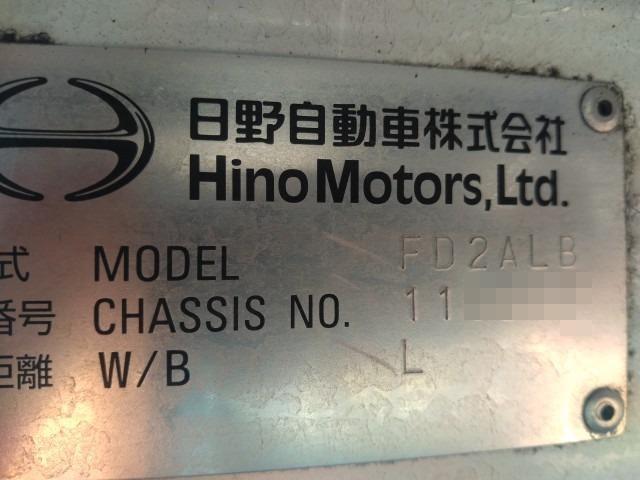 日野自動車株式会社
Hino Motors, Ltd.
式 MODEL FD2ALB
番号 CHASSIS NO. 11
距離 W/B L